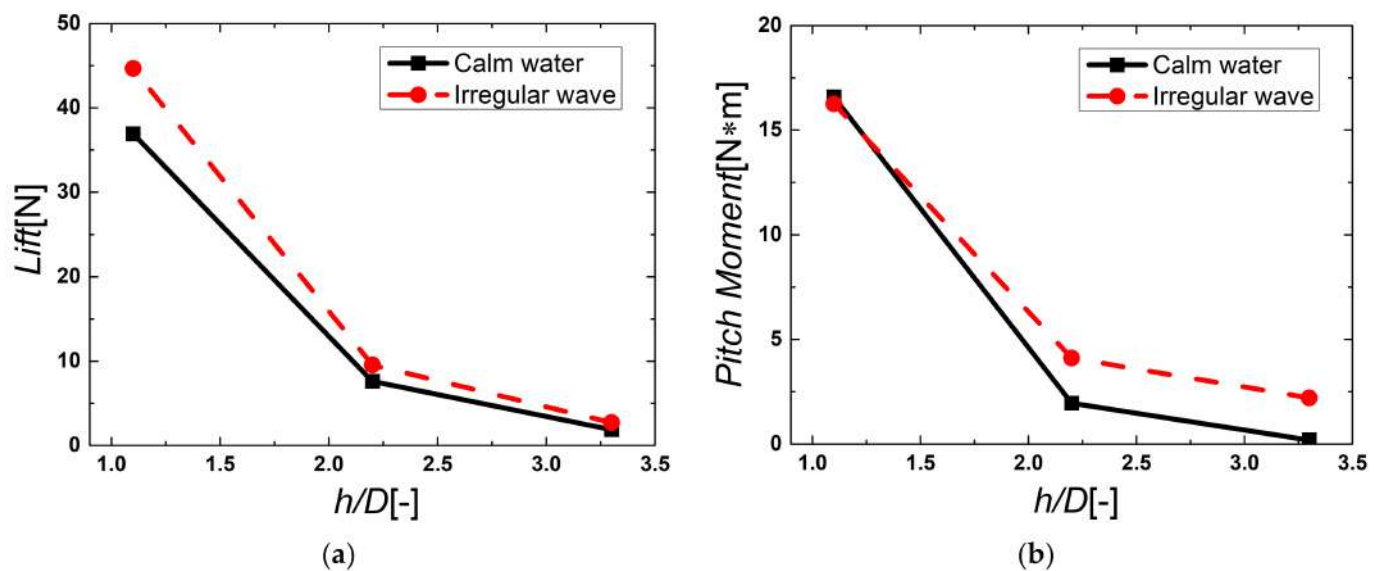 50
40
30
20
10
0
Lift[N]
Calm water
Irregular wave
1.0 1.5 2.0 2.5 3.0 3.5
h/D[-]
(a)
20
15
10
5
0
Pitch Moment[N*m]
Calm water
Irregular wave
1.0 1.5 2.0 2.5 3.0 3.5
h/D[-]
(b)